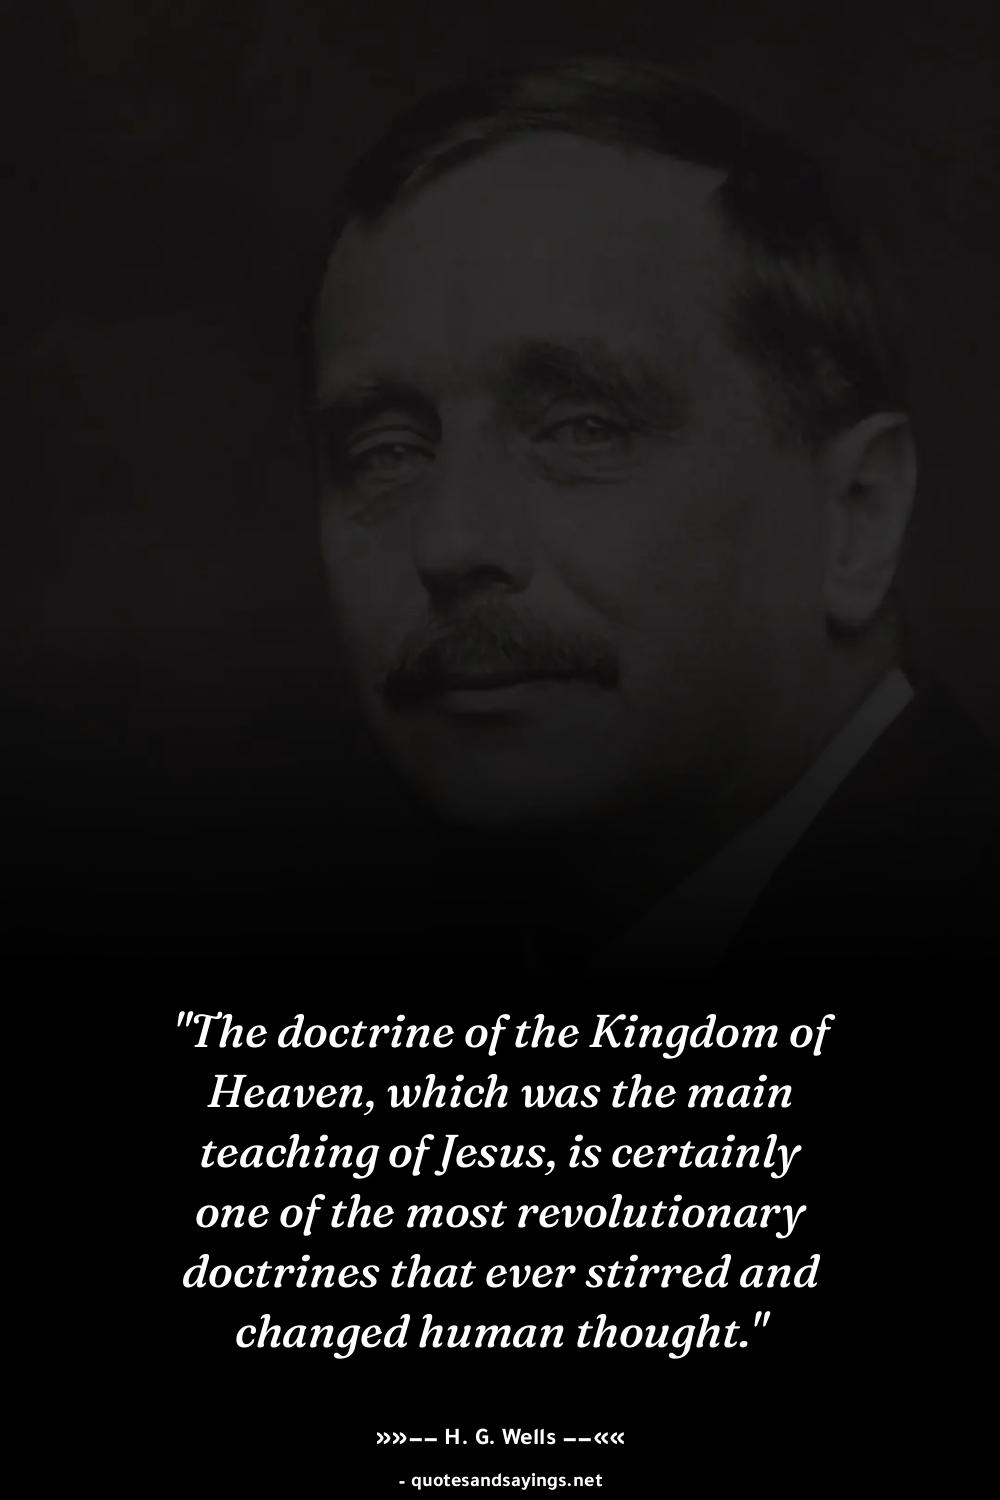 "The doctrine of the Kingdom of
Heaven, which was the main
teaching of Jesus, is certainly
one of the most revolutionary
doctrines that ever stirred and
changed human thought."
»»−− H. G. Wells −−««
- quotesandsayings.net